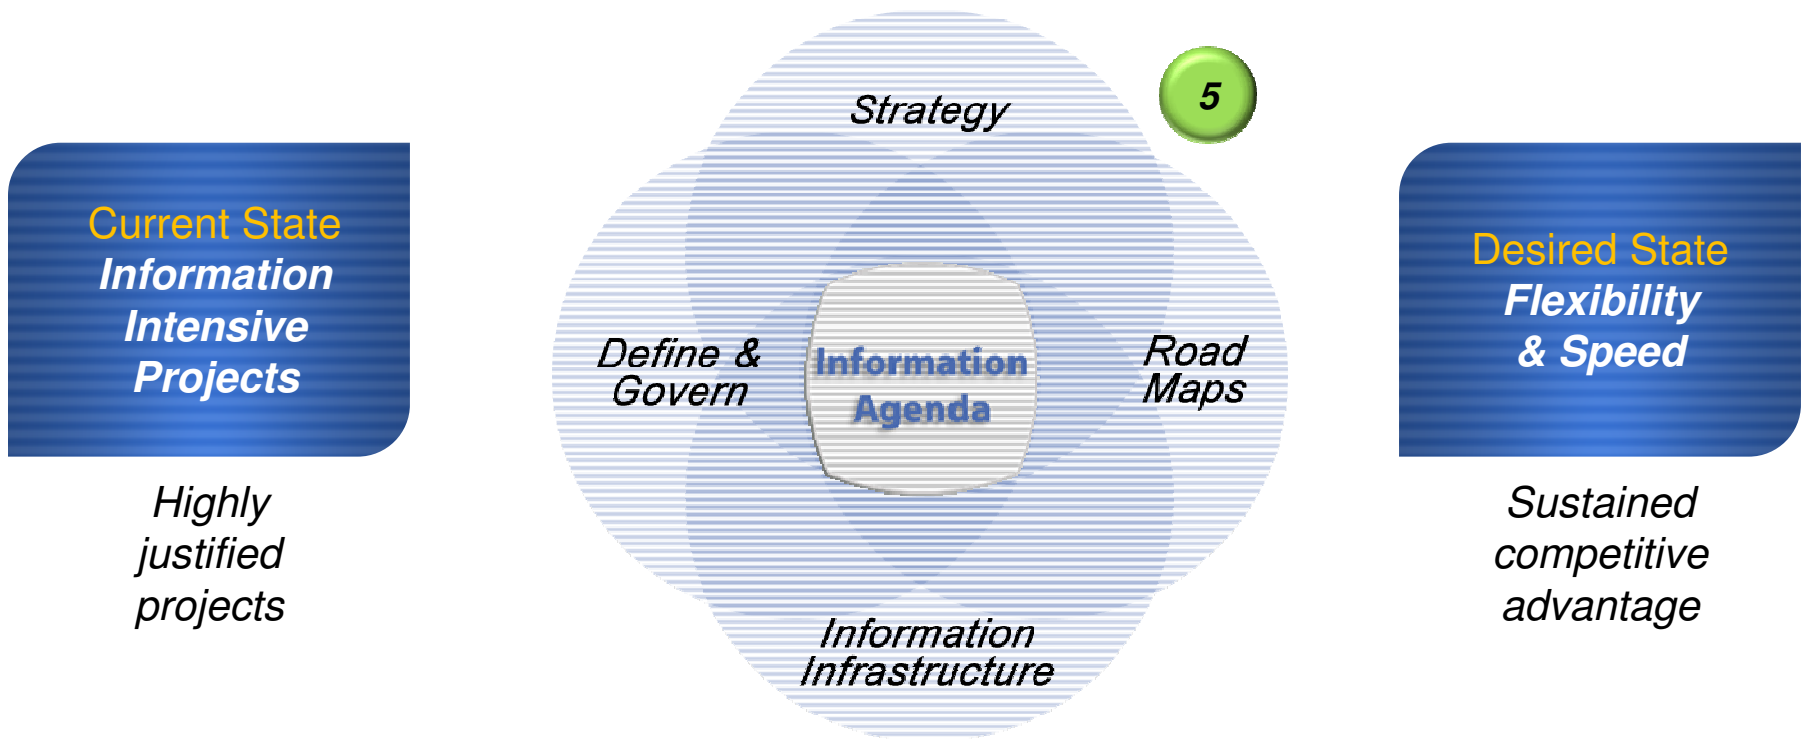 Current State
Information
Intensive
Projects
Highly
justified
projects
Strategy
5
Define &
Govern
Information
Agenda
Road
Maps
Information
Infrastructure
Desired State
Flexibility
& Speed
Sustained
competitive
advantage